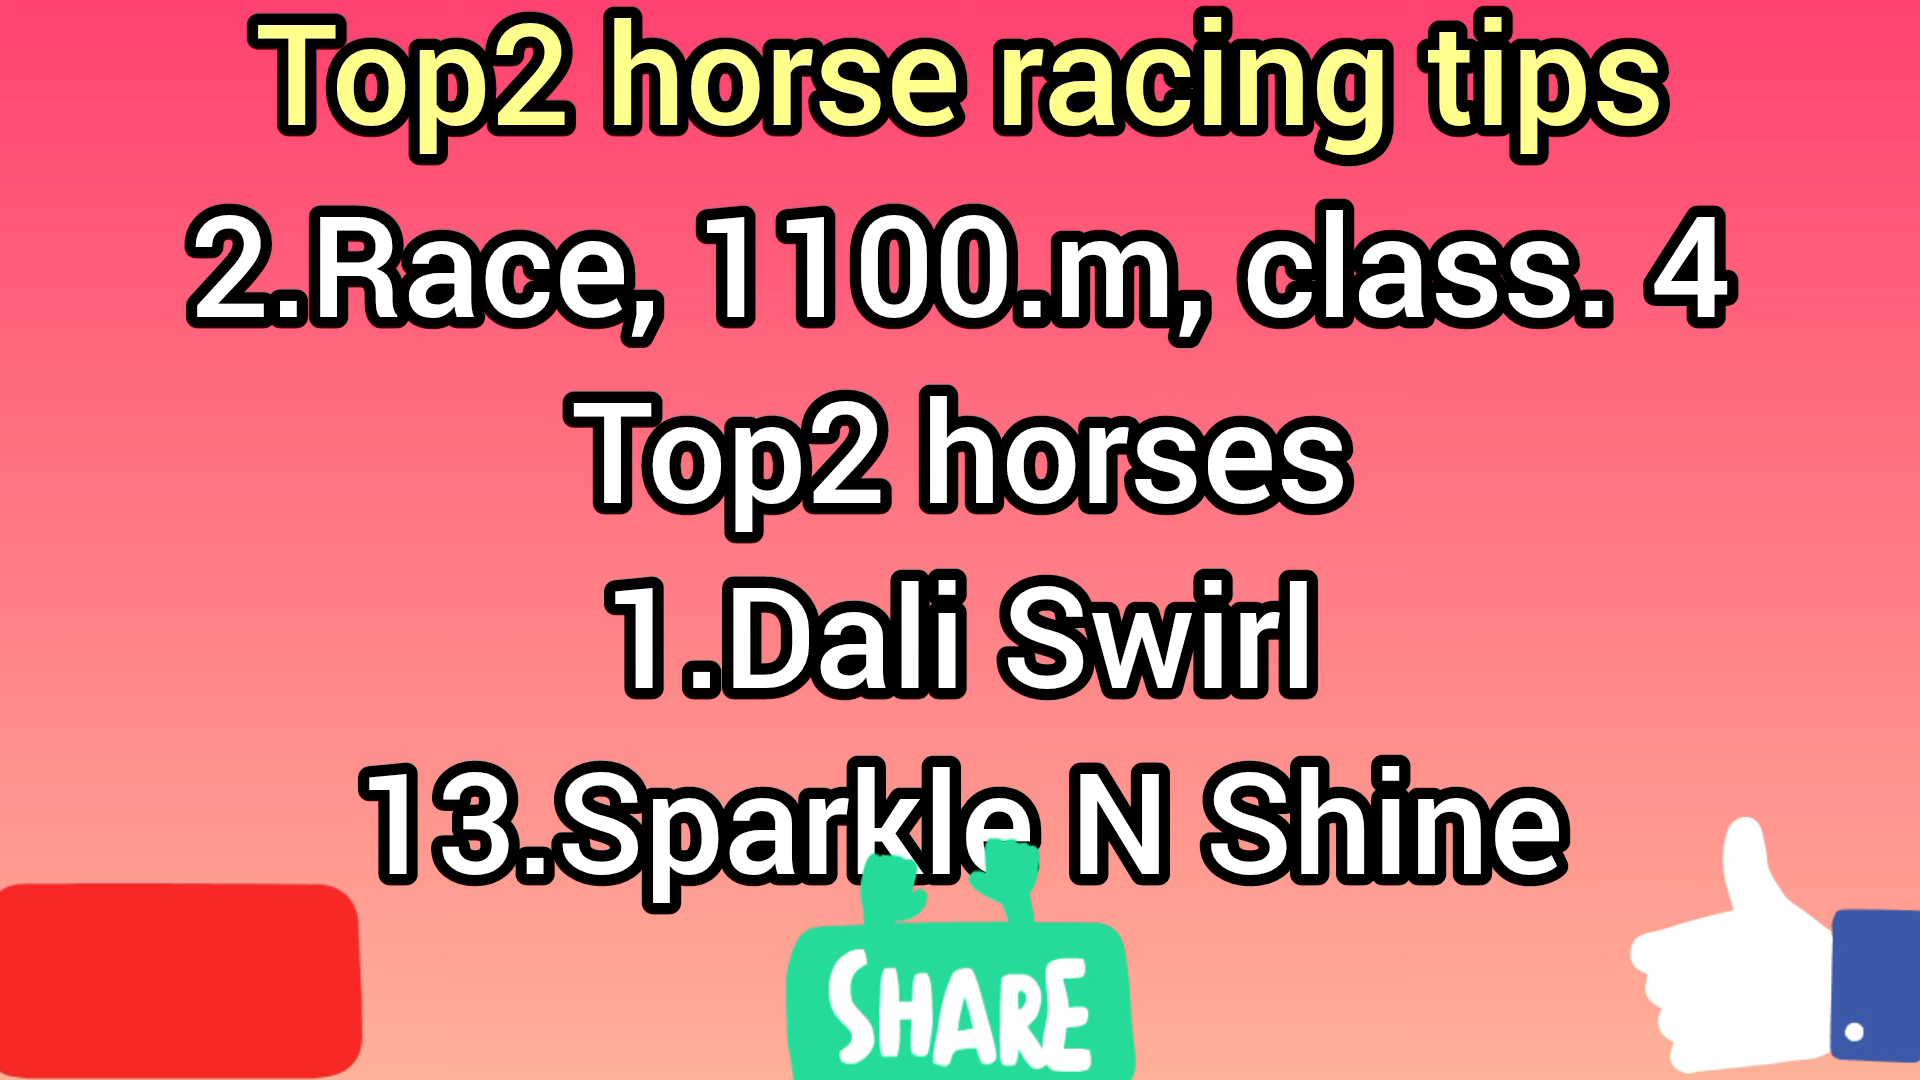 Top2 horse racing tips
2.Race, 1100.m, class. 4
Top2 horses
1.Dali Swirl
13.Sparkle N Shine
SHARE